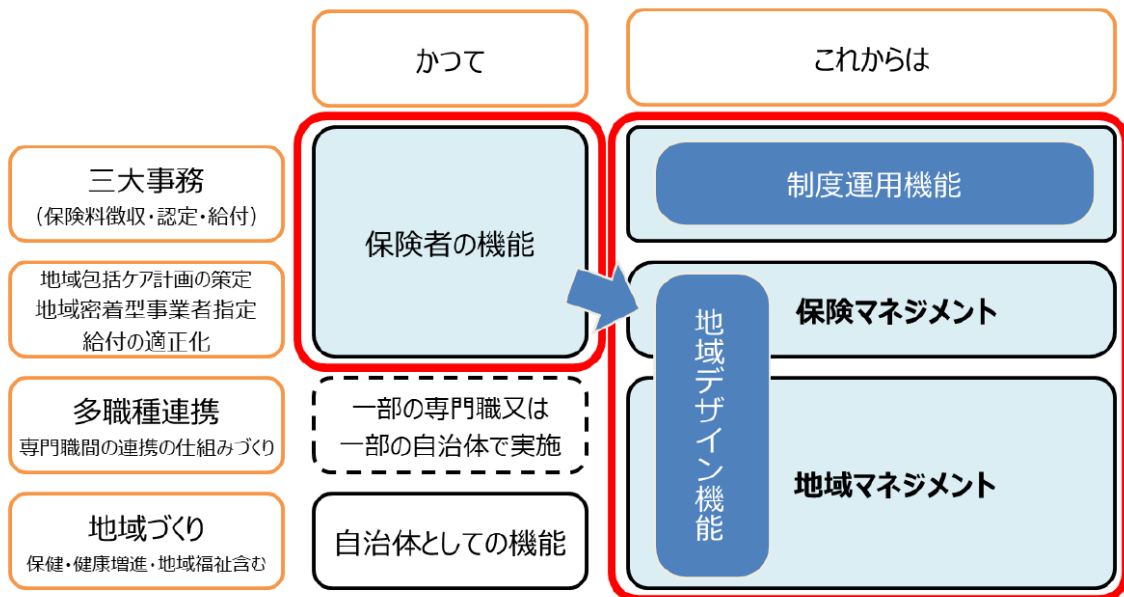 かつて
これからは
三大事務
(保険料徴収・認定・給付)
保険者の機能
制度運用機能
地域包括ケア計画の策定
地域密着型事業者指定
給付の適正化
保険マネジメント
地域デザイン機能
多職種連携
専門職間の連携の仕組みづくり
一部の専門職又は
一部の自治体で実施
地域マネジメント
地域づくり
保健・健康増進・地域福祉含む
自治体としての機能